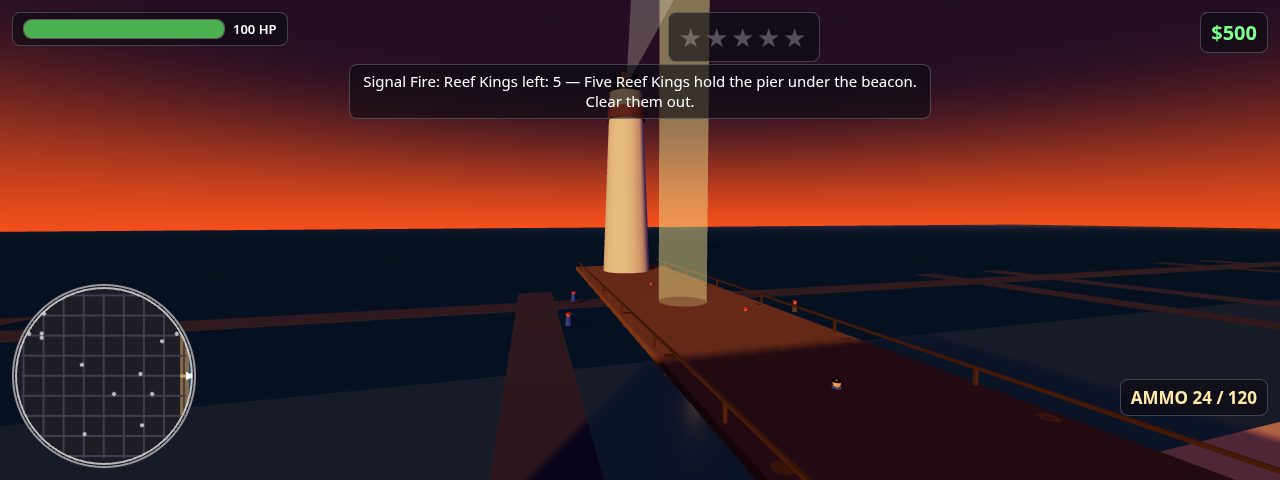 100 HP
★★★★★
$500
Signal Fire: Reef Kings left: 5 — Five Reef Kings hold the pier under the beacon.
Clear them out.
AMMO 24 / 120